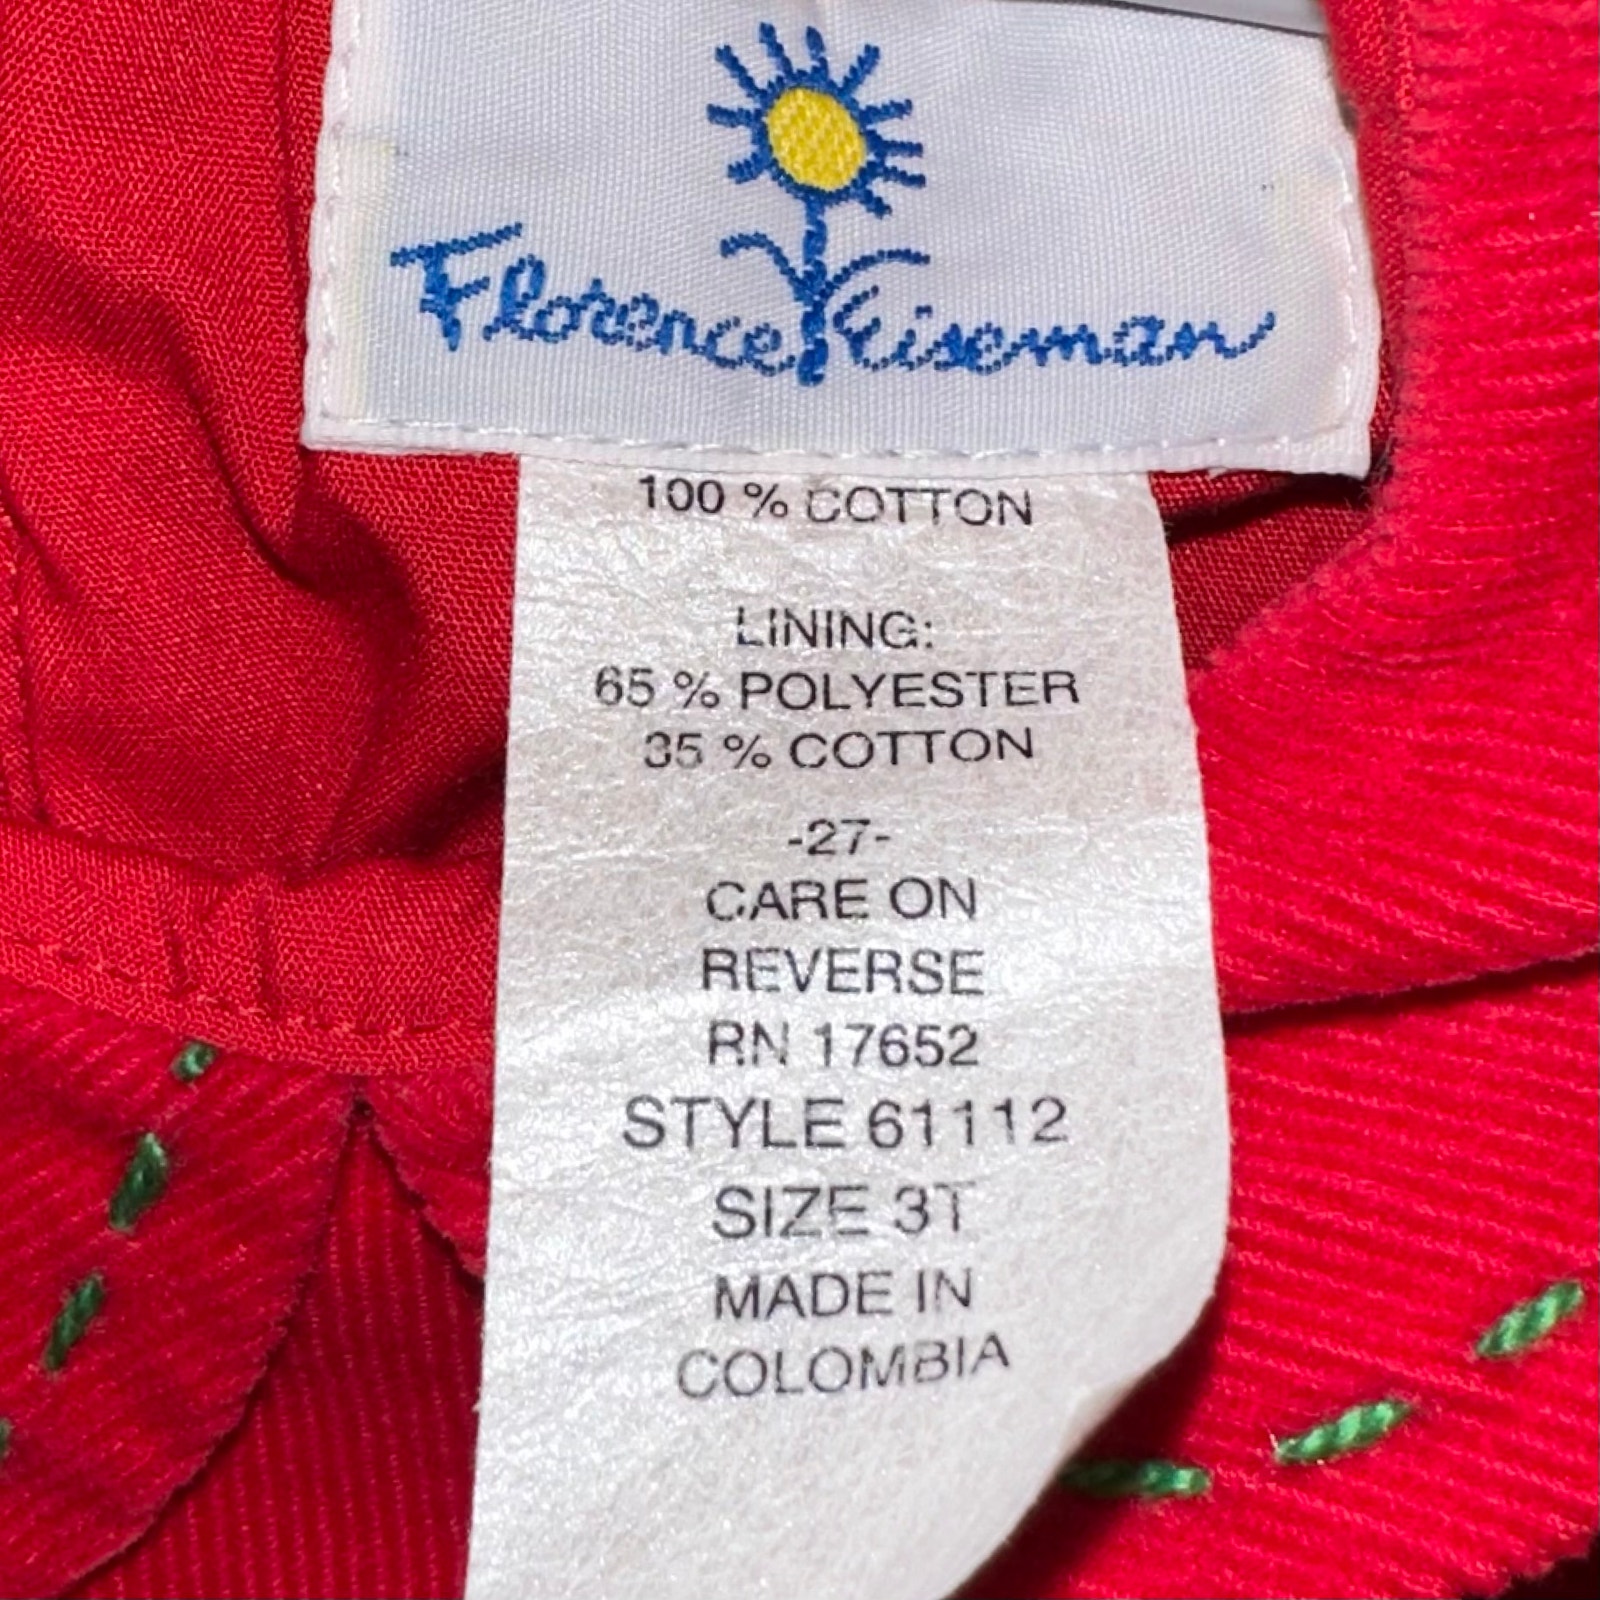 Florence Eiseman
100 % COTTON
LINING:
65 % POLYESTER
35 % COTTON
-27-
CARE ON
REVERSE
RN 17652
STYLE 61112
SIZE 3T
MADE IN
COLOMBIA